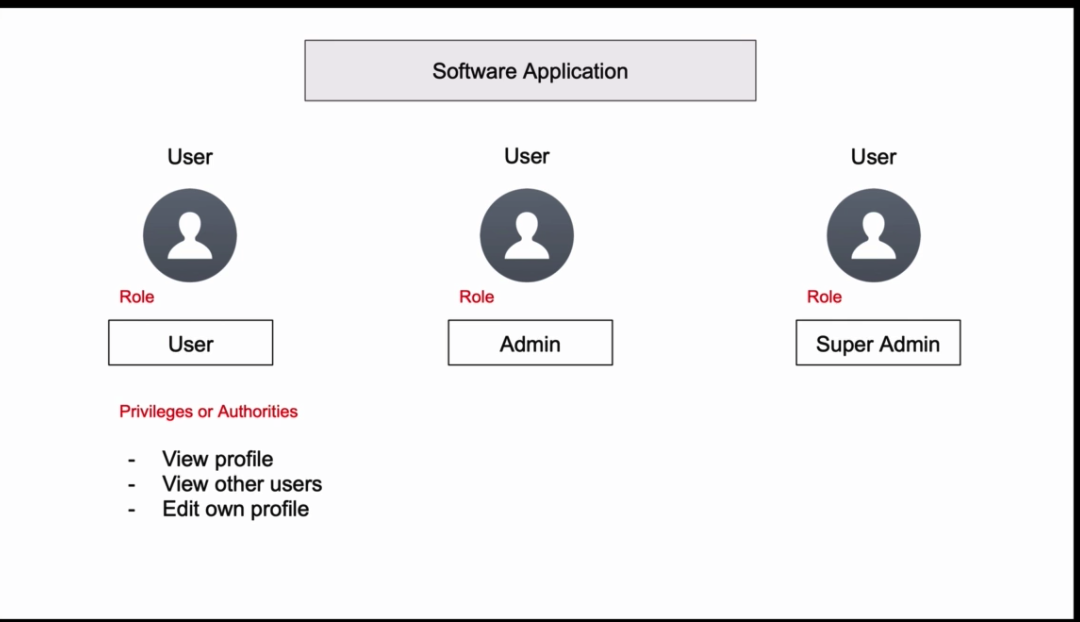 Software Application
User
User
User
Role
Role
Role
User
Admin
Super Admin
Privileges or Authorities
- View profile
- View other users
- Edit own profile